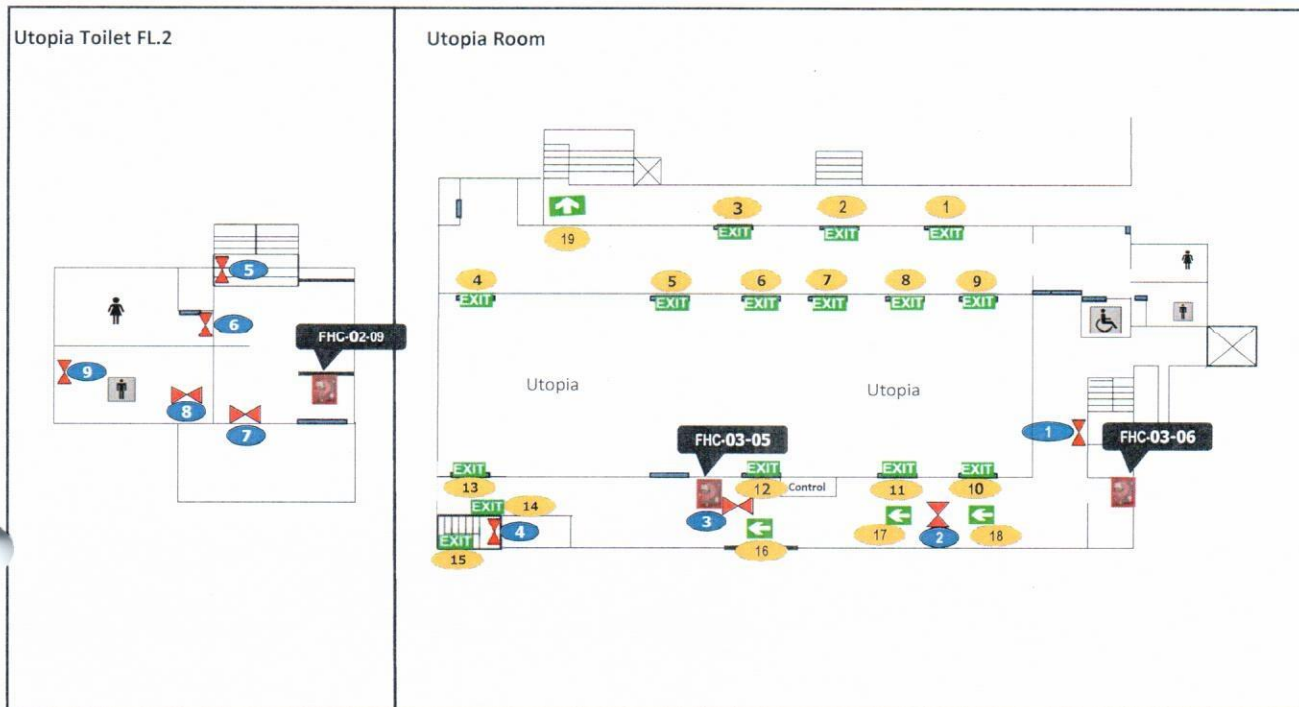 Utopia Toilet FL.2
5
6
FHC-02-09
9
8
7
Utopia Room
3
2
1
EXIT
EXIT
EXIT
19
4
5
6
7
8
9
EXIT
EXIT
EXIT
EXIT
EXIT
EXIT
Utopia
Utopia
1
FHC-03-05
FHC-03-06
EXIT
EXIT
EXIT
EXIT
13
12
Control
11
10
EXIT
14
3
4
2
EXIT
17
18
15
16